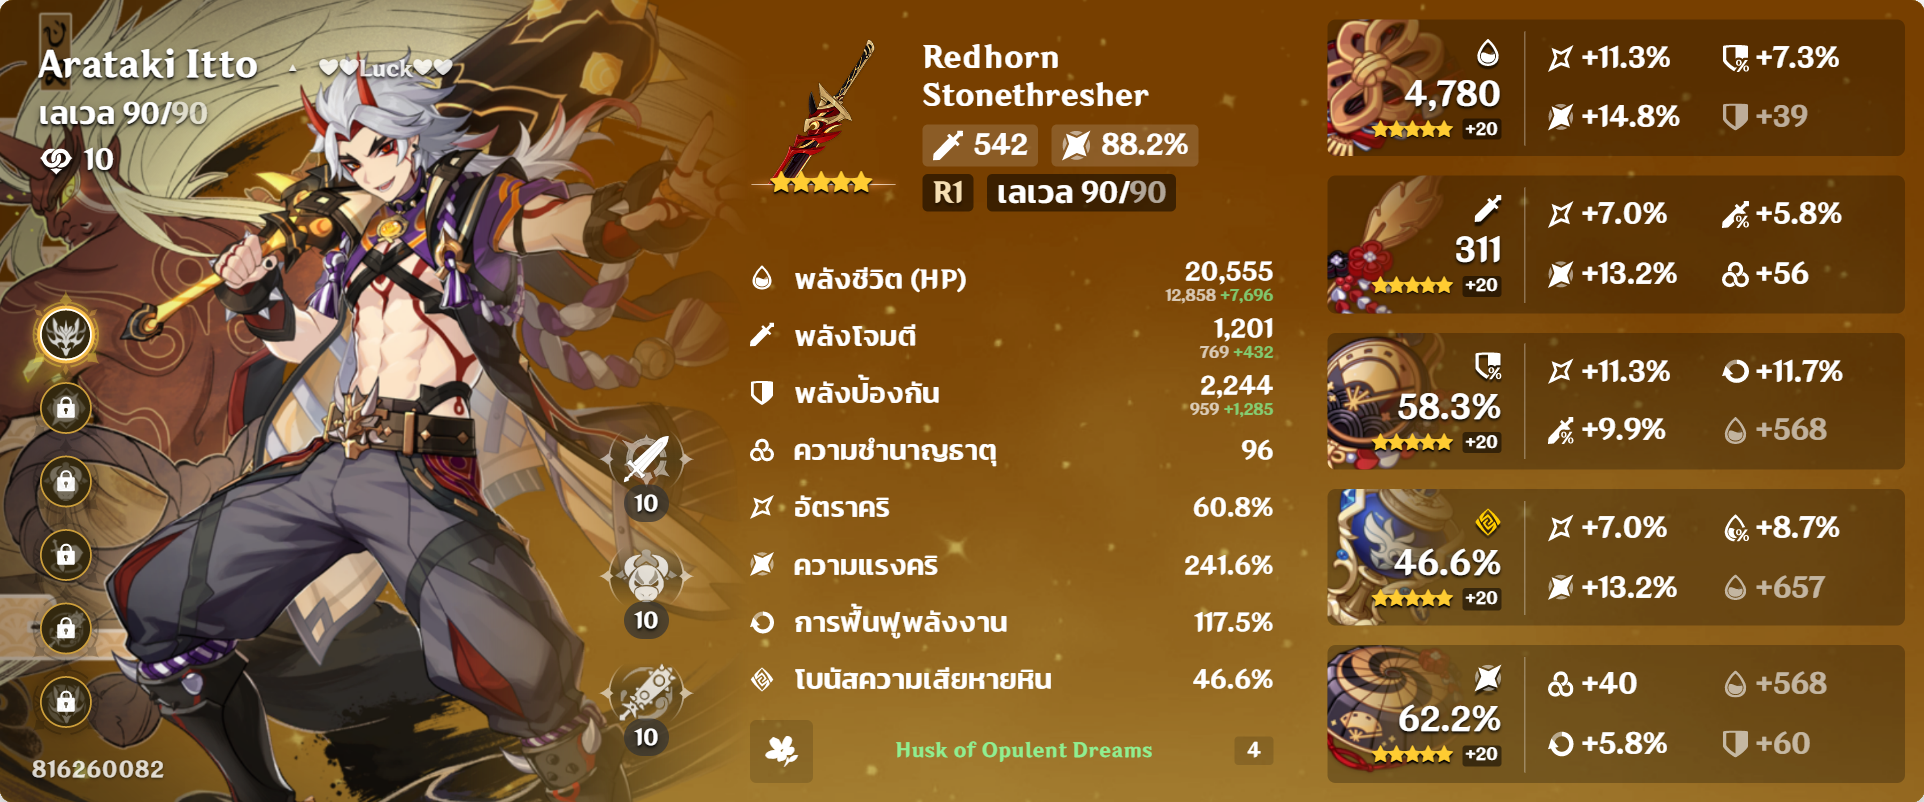 Arataki Itto
♥♥Luck♥♥
เลเวล 90/90
10
10
10
10
816260082
Redhorn
Stonethresher
542 88.2%
R1 เลเวล 90/90
พลังชีวิต (HP) 20,555
12,858 +7,696
พลังโจมตี 1,201
769 +432
พลังป้องกัน 2,244
959 +1,285
ความชำนาญธาตุ 96
อัตราคริ 60.8%
ความแรงคริ 241.6%
การฟื้นฟูพลังงาน 117.5%
โบนัสความเสียหายหิน 46.6%
Husk of Opulent Dreams 4
4,780
+20
+11.3% +7.3%
+14.8% +39
311
+20
+7.0% +5.8%
+13.2% +56
58.3%
+20
+11.3% +11.7%
+9.9% +568
46.6%
+20
+7.0% +8.7%
+13.2% +657
62.2%
+20
+40 +568
+5.8% +60